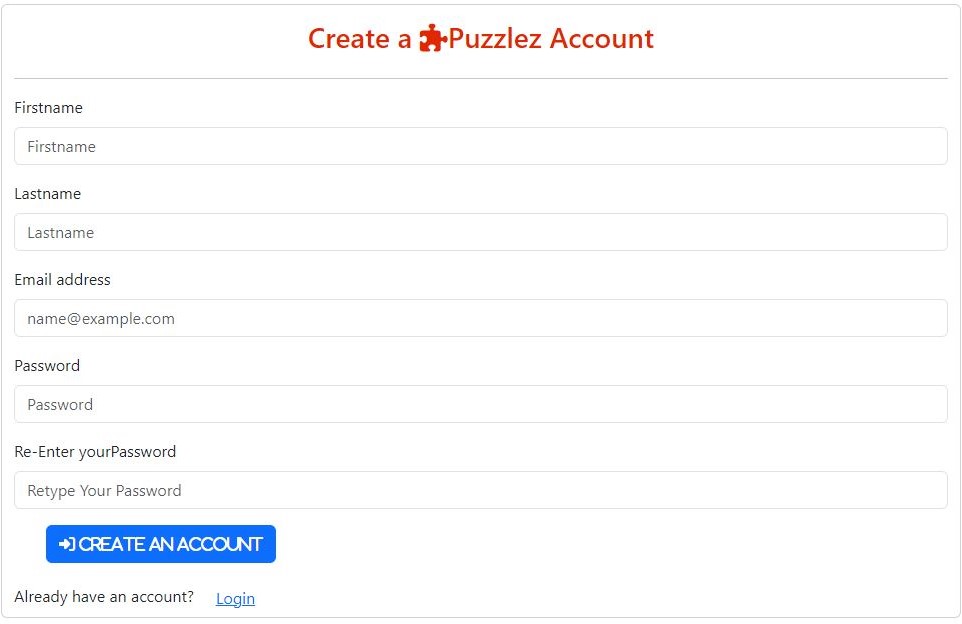 Create a Puzzlez Account
Firstname
Firstname
Lastname
Lastname
Email address
name@example.com
Password
Password
Re-Enter yourPassword
Retype Your Password
CREATE AN ACCOUNT
Already have an account? Login